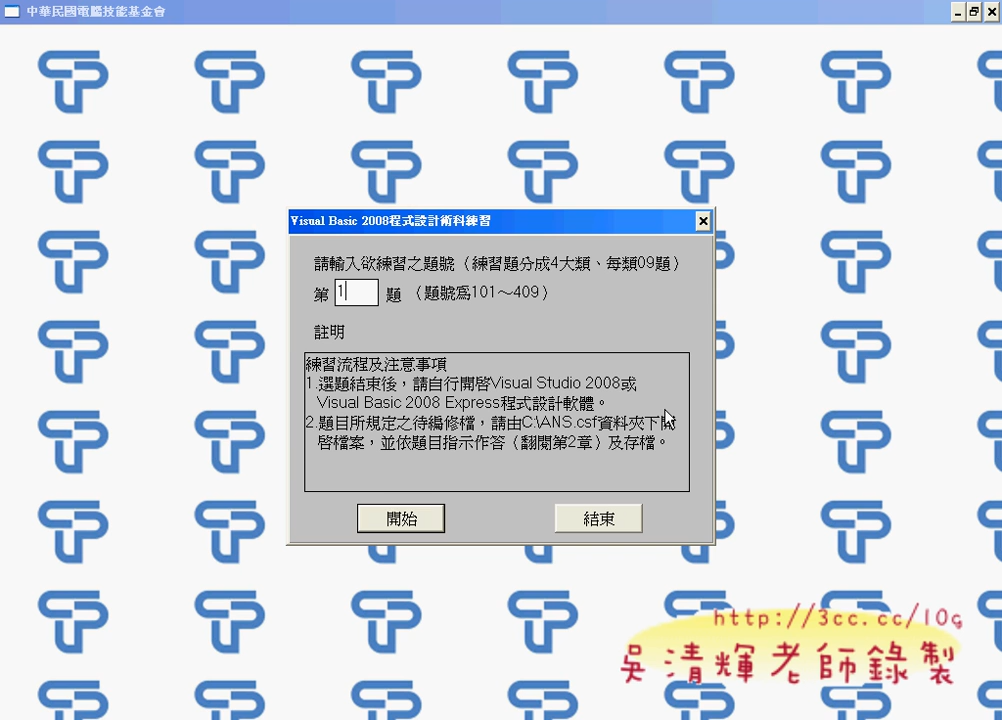 中華民國電腦技能基金會
Visual Basic 2008程式設計術科練習
請輸入欲練習之題號（練習題分成4大類、每類09題）
第 1 題 （題號為101～409）
註明
練習流程及注意事項
1.選題結束後，請自行開啓Visual Studio 2008或
Visual Basic 2008 Express程式設計軟體。
2.題目所規定之待編修檔，請由C:\ANS.csf資料夾下開
啓檔案，並依題目指示作答（翻閱第2章）及存檔。
開始
結束
http://3cc.cc/10g
吳清輝老師錄製